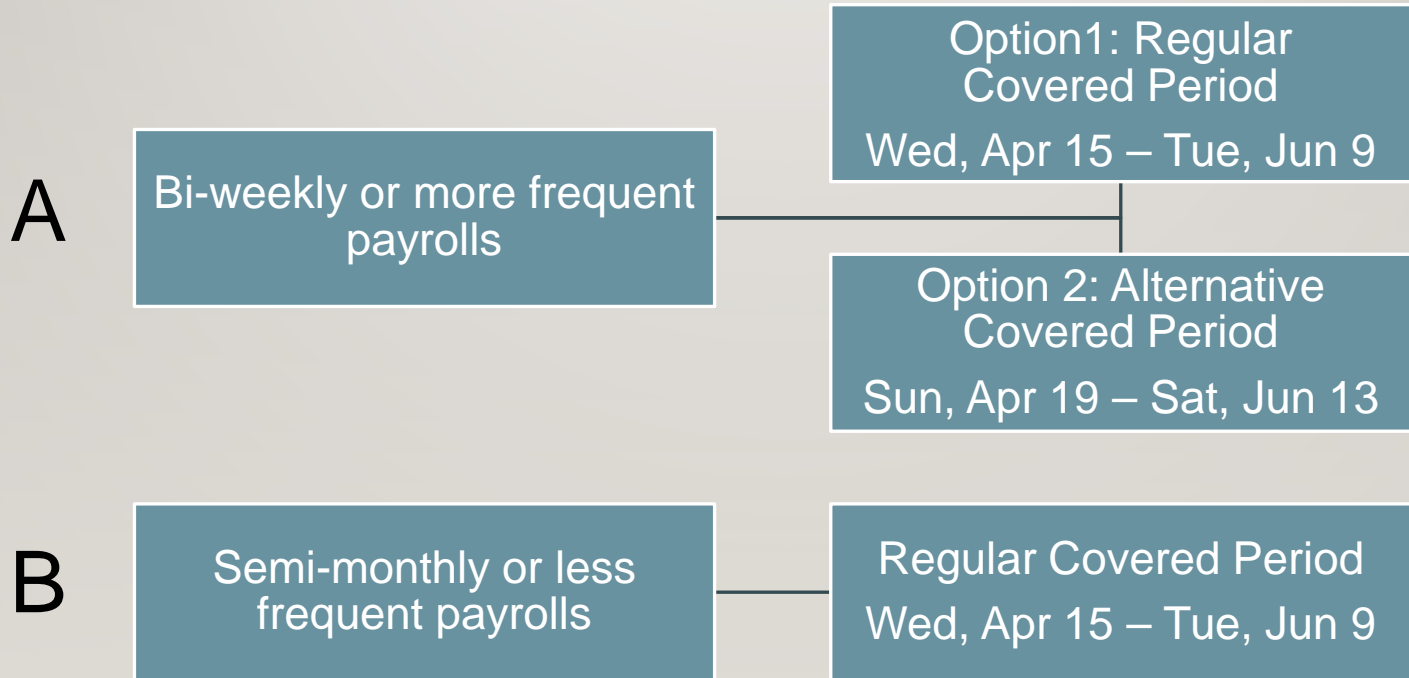 A
Bi-weekly or more frequent
payrolls
Option1: Regular
Covered Period
Wed, Apr 15 – Tue, Jun 9
Option 2: Alternative
Covered Period
Sun, Apr 19 – Sat, Jun 13
B
Semi-monthly or less
frequent payrolls
Regular Covered Period
Wed, Apr 15 – Tue, Jun 9